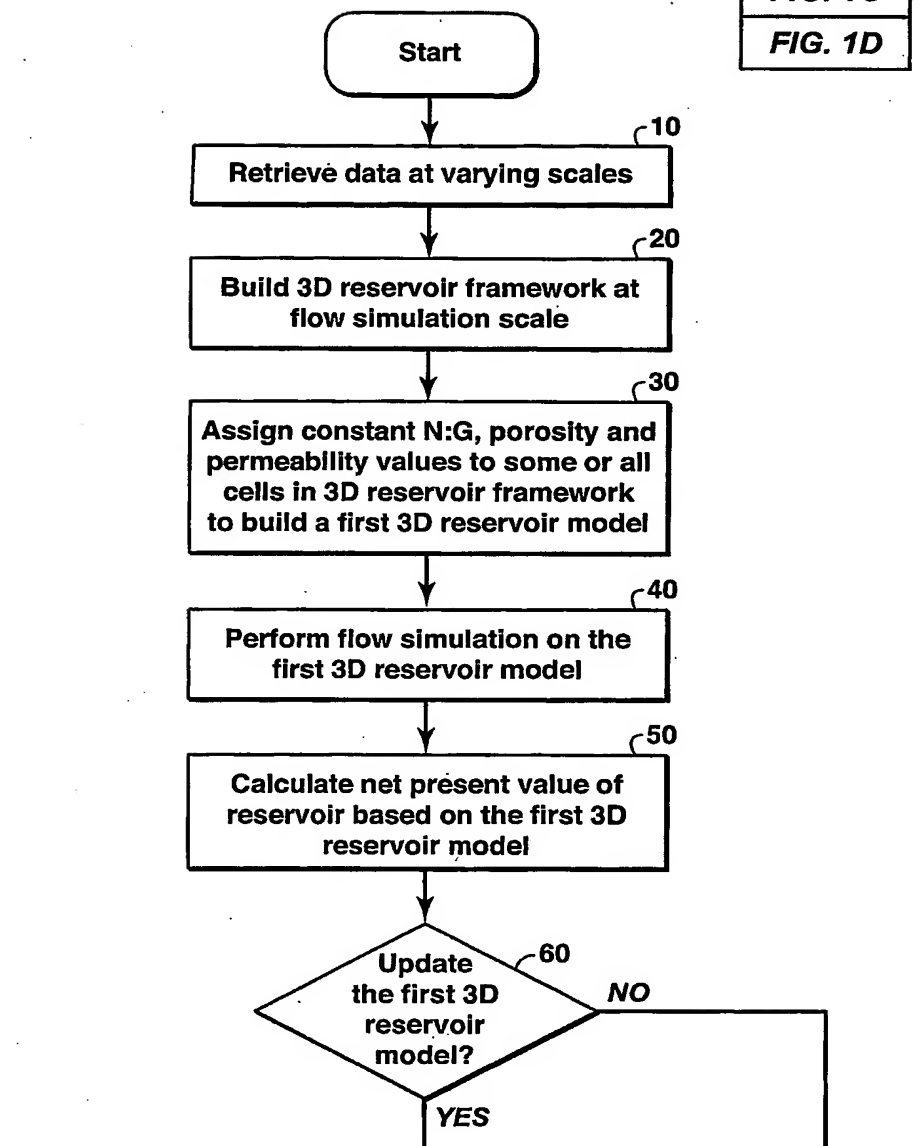 FIG. 1D
Start
10
Retrieve data at varying scales
20
Build 3D reservoir framework at
flow simulation scale
30
Assign constant N:G, porosity and
permeability values to some or all
cells in 3D reservoir framework
to build a first 3D reservoir model
40
Perform flow simulation on the
first 3D reservoir model
50
Calculate net present value of
reservoir based on the first 3D
reservoir model
60
Update
the first 3D
reservoir
model?
NO
YES